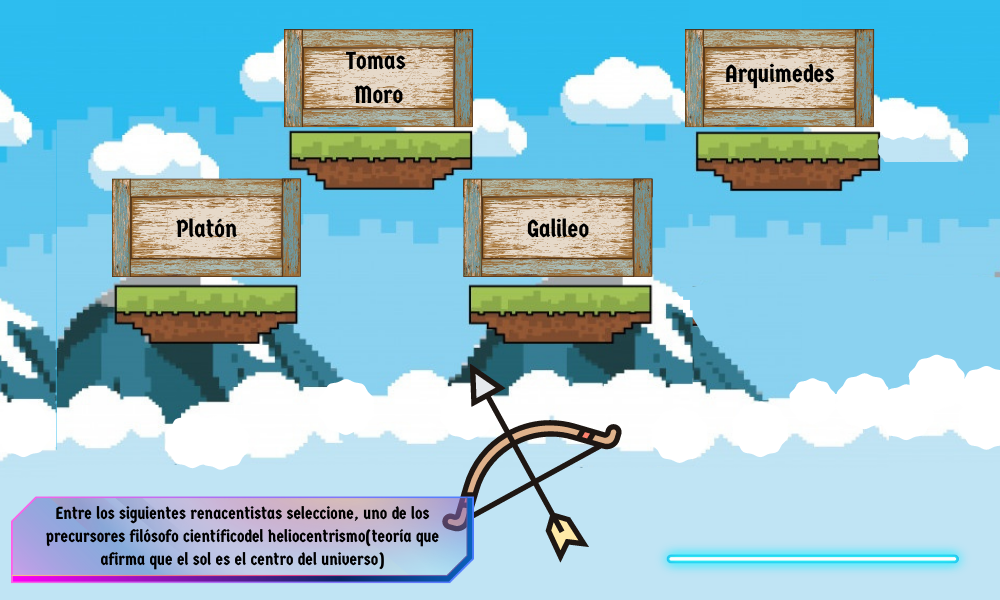 Tomas
Moro
Arquimedes
Platón
Galileo
Entre los siguientes renacentistas seleccione, uno de los
precursores filósofo científicodel heliocentrismo(teoría que
afirma que el sol es el centro del universo)